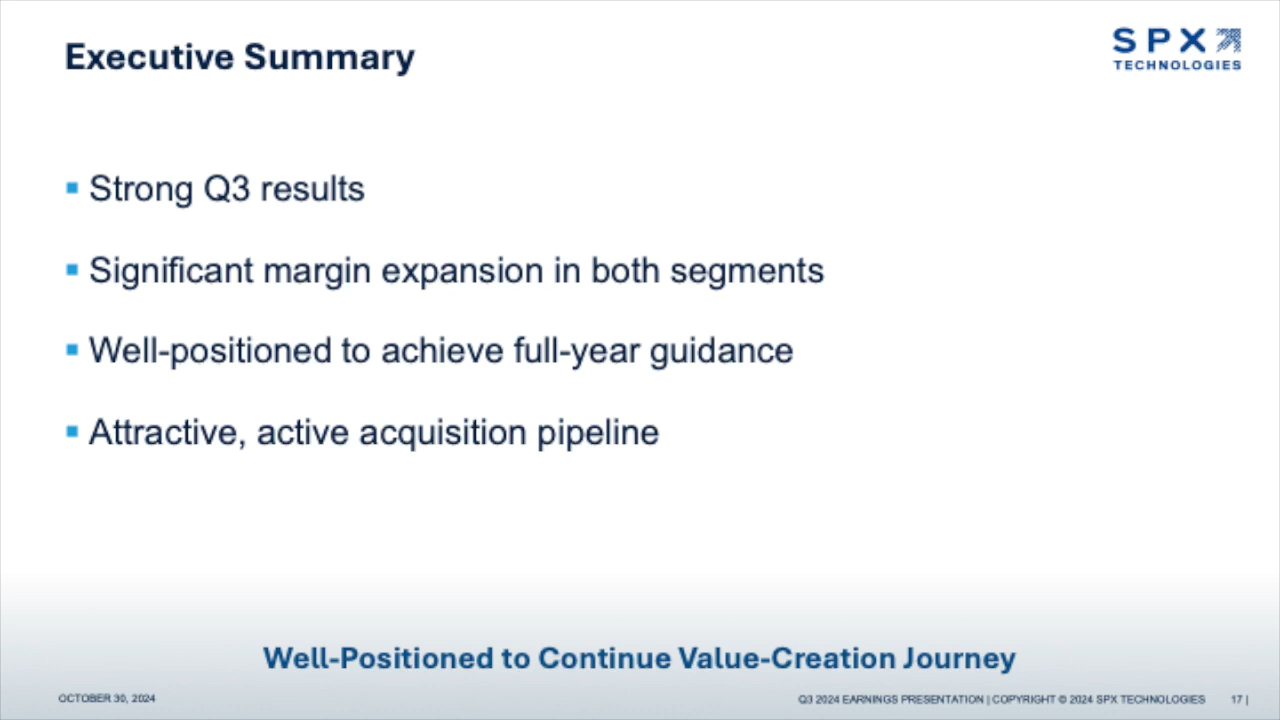 Executive Summary
SPX
TECHNOLOGIES
Strong Q3 results
Significant margin expansion in both segments
Well-positioned to achieve full-year guidance
Attractive, active acquisition pipeline
Well-Positioned to Continue Value-Creation Journey
OCTOBER 30, 2024
Q3 2024 EARNINGS PRESENTATION | COPYRIGHT © 2024 SPX TECHNOLOGIES 17 |